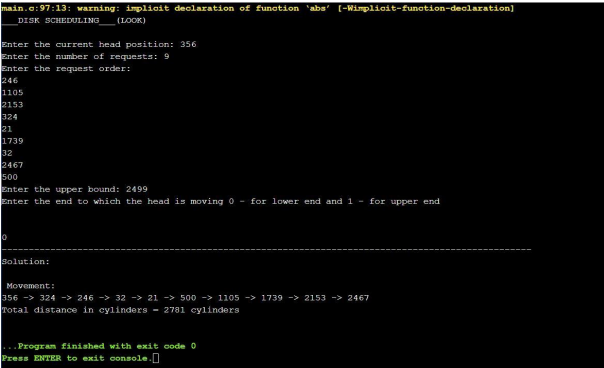 main.c:97:13: warning: implicit declaration of function ‘abs’ [-Wimplicit-function-declaration]
___DISK SCHEDULING___(LOOK)
Enter the current head position: 356
Enter the number of requests: 9
Enter the request order:
246
1105
2153
324
21
1739
32
2467
500
Enter the upper bound: 2499
Enter the end to which the head is moving 0 - for lower end and 1 - for upper end
0
--------------------------------------------------------------------------------------------------
Solution:
Movement:
356 -> 324 -> 246 -> 32 -> 21 -> 500 -> 1105 -> 1739 -> 2153 -> 2467
Total distance in cylinders = 2781 cylinders
...Program finished with exit code 0
Press ENTER to exit console.